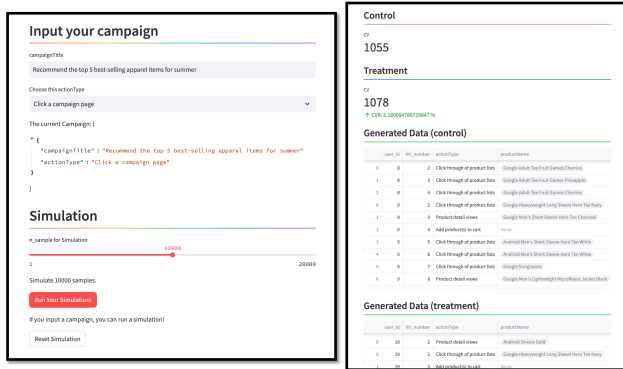 Input your campaign
campaignTitle
Recommend the top 5 best-selling apparel items for summer
Choose this actionType
Click a campaign page
The current Campaign: [
" {
"campaignTitle" : "Recommend the top 5 best-selling apparel items for summer"
"actionType" : "Click a campaign page"
}
]
Simulation
n_sample for Simulation
10000
1 20000
Simulate 10000 samples.
Run Your Simulation!
If you input a campaign, you can run a simulation!
Reset Simulation
Control
CV
1055
Treatment
CV
1078
↑ CVR: 2.180094786729847 %
Generated Data (control)
user_id hit_number actionType productName
0 8 2 Click through of product lists Google Adult Tee Fruit Games Cherries
1 8 3 Click through of product lists Google Adult Tee Fruit Games Pineapple
2 8 4 Click through of product lists Google Adult Tee Fruit Games Cherries
0 9 2 Click through of product lists Google Heavyweight Long Sleeve Hero Tee Navy
1 9 3 Product detail views Google Men's Short Sleeve Hero Tee Charcoal
2 9 4 Add product(s) to cart None
3 9 5 Click through of product lists Android Men's Short Sleeve Hero Tee White
4 9 6 Click through of product lists Android Men's Short Sleeve Hero Tee White
5 9 7 Click through of product lists Google Sunglasses
6 9 8 Product detail views Google Men's Lightweight Microfleece Jacket Black
Generated Data (treatment)
user_id hit_number actionType productName
0 18 2 Product detail views Android Onesie Gold
0 19 2 Click through of product lists Google Heavyweight Long Sleeve Hero Tee Navy
1 19 3 Add product(s) to cart None